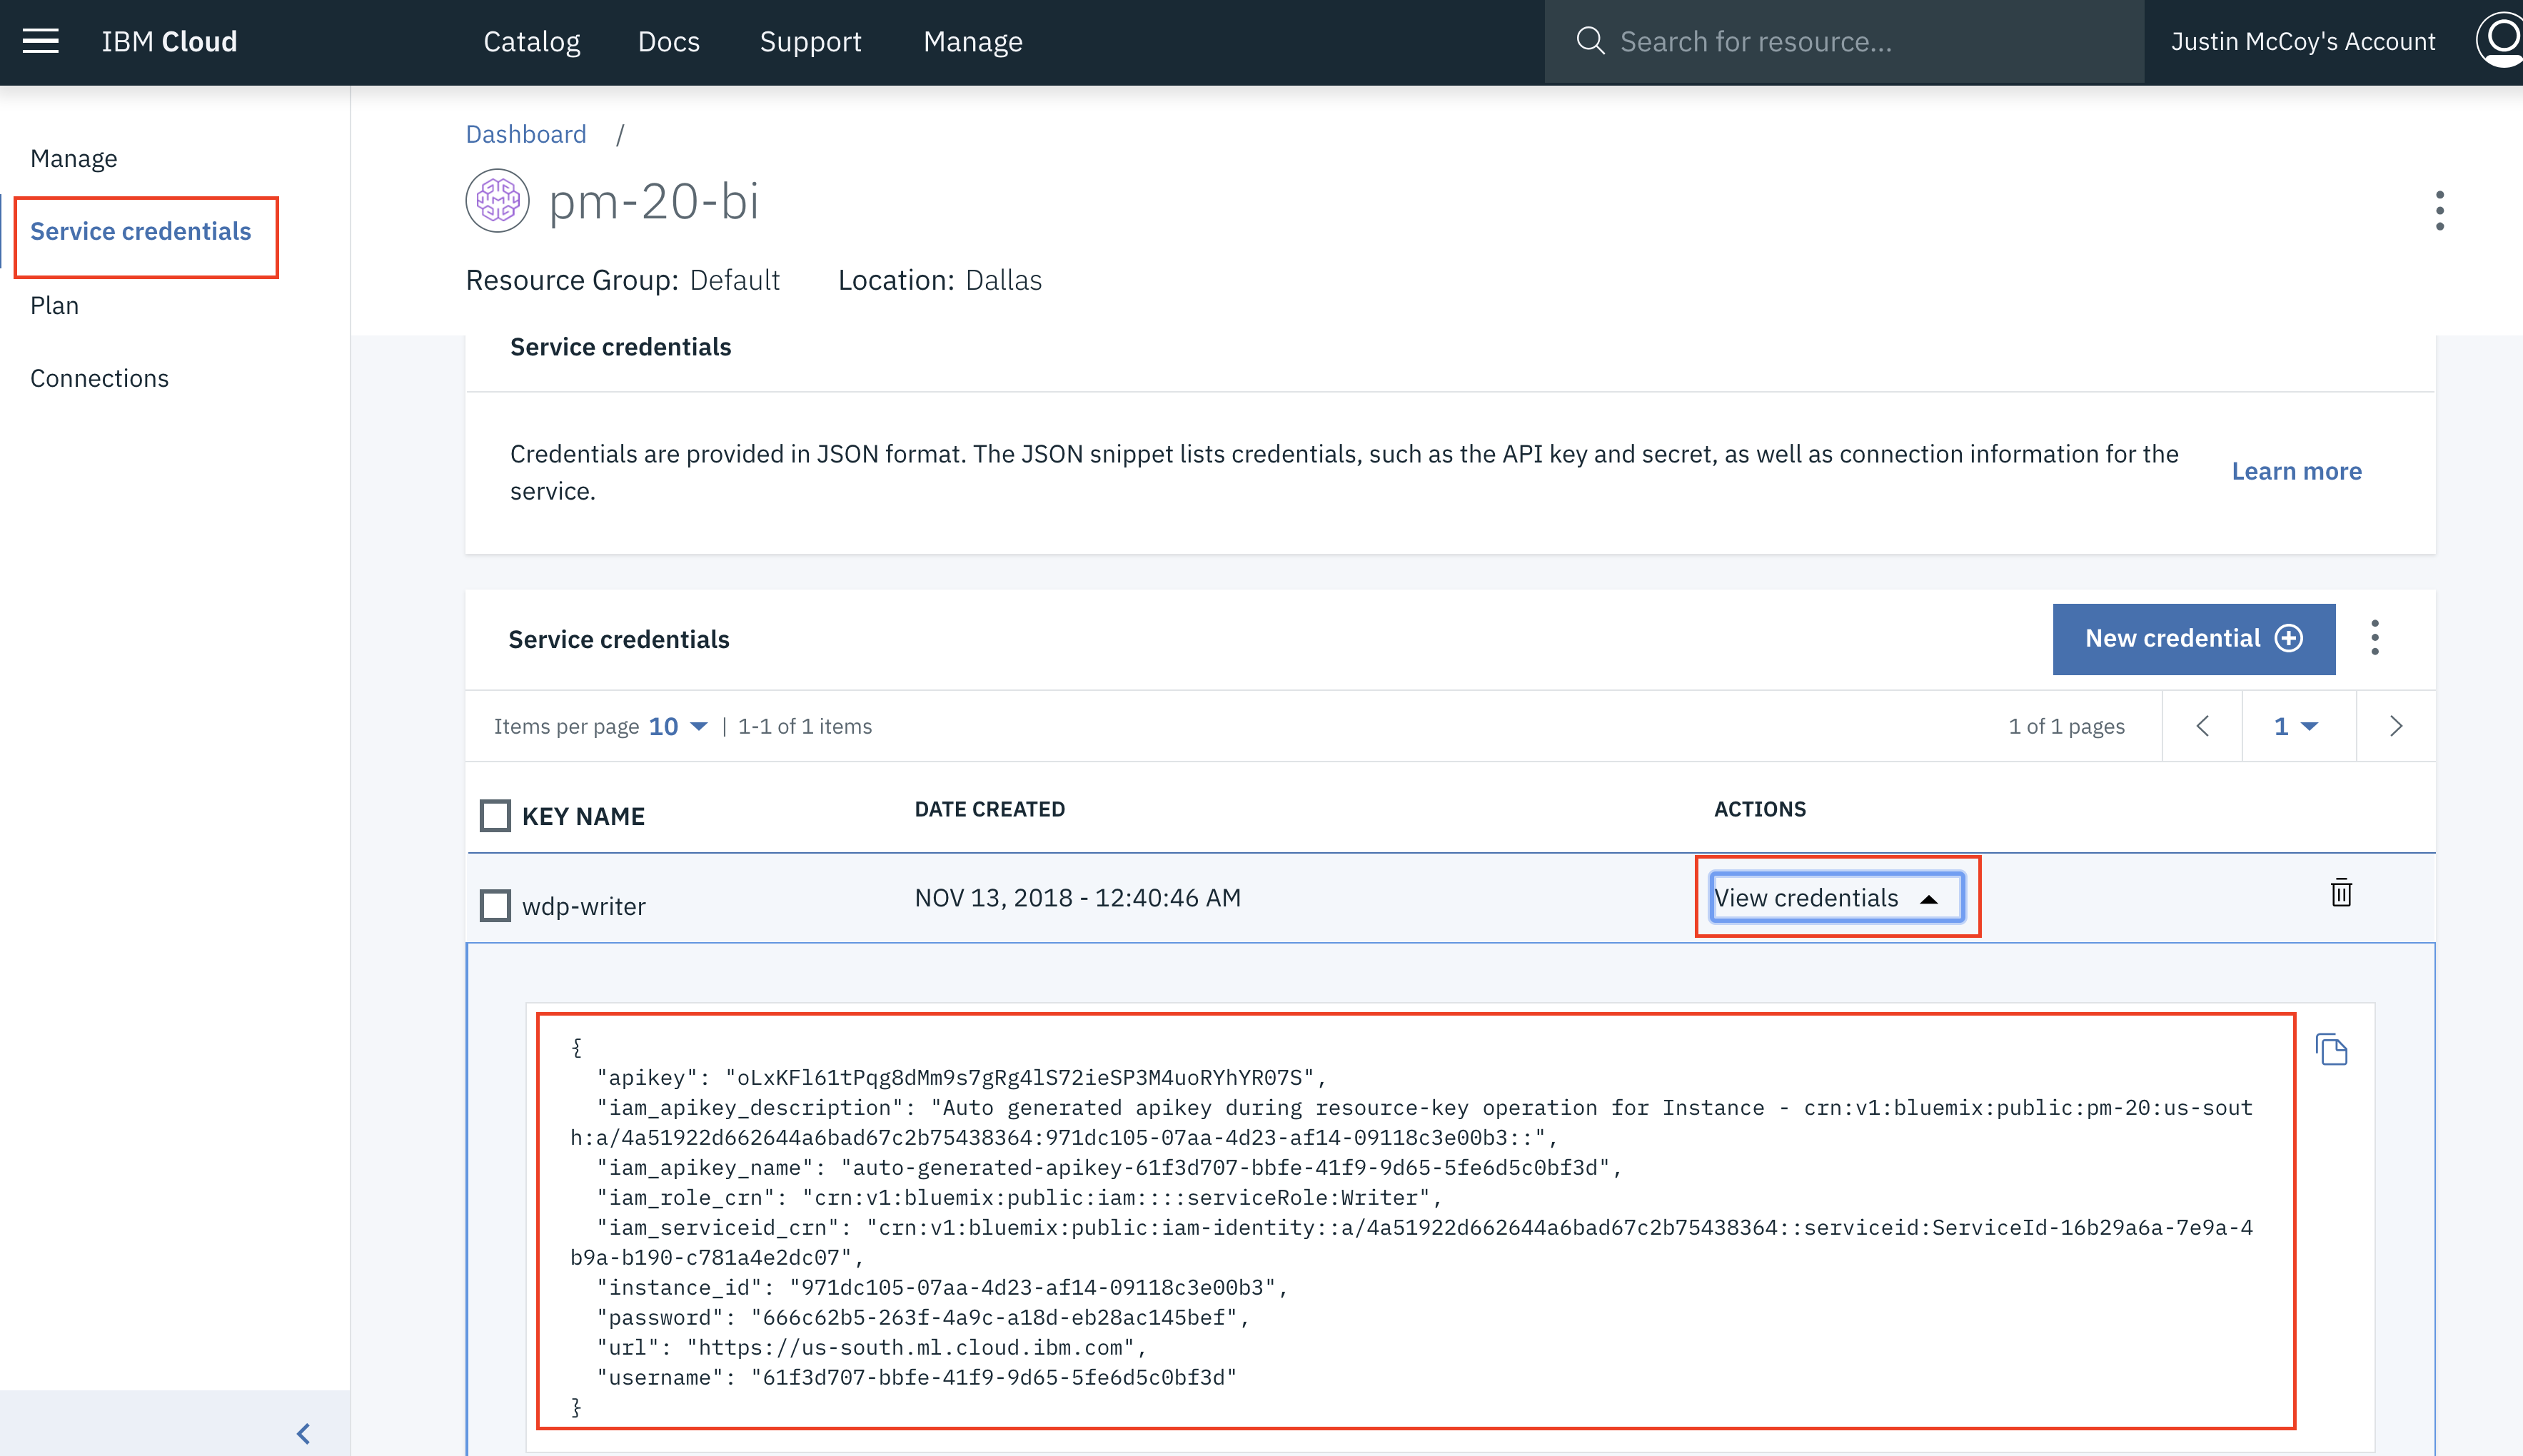 IBM Cloud
Catalog
Docs
Support
Manage
Search for resource...
Justin McCoy's Account
Manage
Service credentials
Plan
Connections
Dashboard /
pm-20-bi
Resource Group: Default Location: Dallas
Service credentials
Credentials are provided in JSON format. The JSON snippet lists credentials, such as the API key and secret, as well as connection information for the
service.
Learn more
Service credentials
New credential
Items per page 10 | 1-1 of 1 items
1 of 1 pages
1
KEY NAME
DATE CREATED
ACTIONS
wdp-writer
NOV 13, 2018 - 12:40:46 AM
View credentials
{
"apikey": "oLxKFl61tPqg8dMm9s7gRg4lS72ieSP3M4uoRYhYR07S",
"iam_apikey_description": "Auto generated apikey during resource-key operation for Instance - crn:v1:bluemix:public:pm-20:us-sout
h:a/4a51922d662644a6bad67c2b75438364:971dc105-07aa-4d23-af14-09118c3e00b3::",
"iam_apikey_name": "auto-generated-apikey-61f3d707-bbfe-41f9-9d65-5fe6d5c0bf3d",
"iam_role_crn": "crn:v1:bluemix:public:iam::::serviceRole:Writer",
"iam_serviceid_crn": "crn:v1:bluemix:public:iam-identity::a/4a51922d662644a6bad67c2b75438364::serviceid:ServiceId-16b29a6a-7e9a-4
b9a-b190-c781a4e2dc07",
"instance_id": "971dc105-07aa-4d23-af14-09118c3e00b3",
"password": "666c62b5-263f-4a9c-a18d-eb28ac145bef",
"url": "https://us-south.ml.cloud.ibm.com",
"username": "61f3d707-bbfe-41f9-9d65-5fe6d5c0bf3d"
}